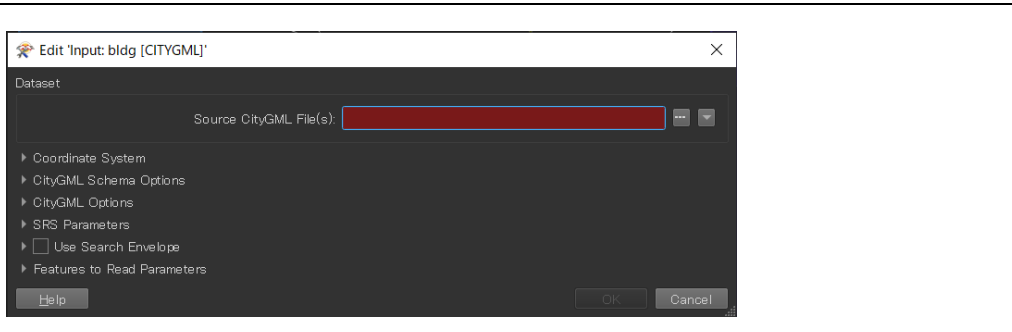 Edit 'Input: bldg [CITYGML]'
Dataset
Source CityGML File(s):
Coordinate System
CityGML Schema Options
CityGML Options
SRS Parameters
Use Search Envelope
Features to Read Parameters
Help OK Cancel